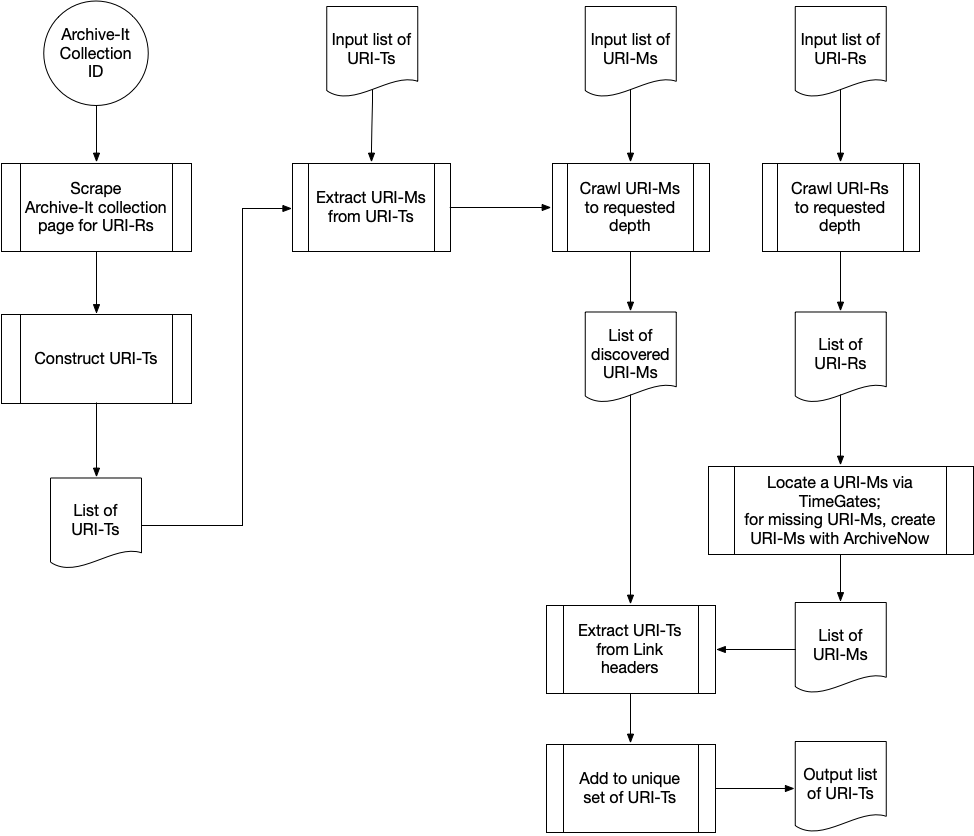 Archive-It
Collection
ID
Input list of
URI-Ts
Input list of
URI-Ms
Input list of
URI-Rs
Scrape
Archive-It collection
page for URI-Rs
Extract URI-Ms
from URI-Ts
Crawl URI-Ms
to requested
depth
Crawl URI-Rs
to requested
depth
Construct URI-Ts
List of
discovered
URI-Ms
List of
URI-Rs
List of
URI-Ts
Locate a URI-Ms via
TimeGates;
for missing URI-Ms, create
URI-Ms with ArchiveNow
Extract URI-Ts
from Link
headers
List of
URI-Ms
Add to unique
set of URI-Ts
Output list
of URI-Ts